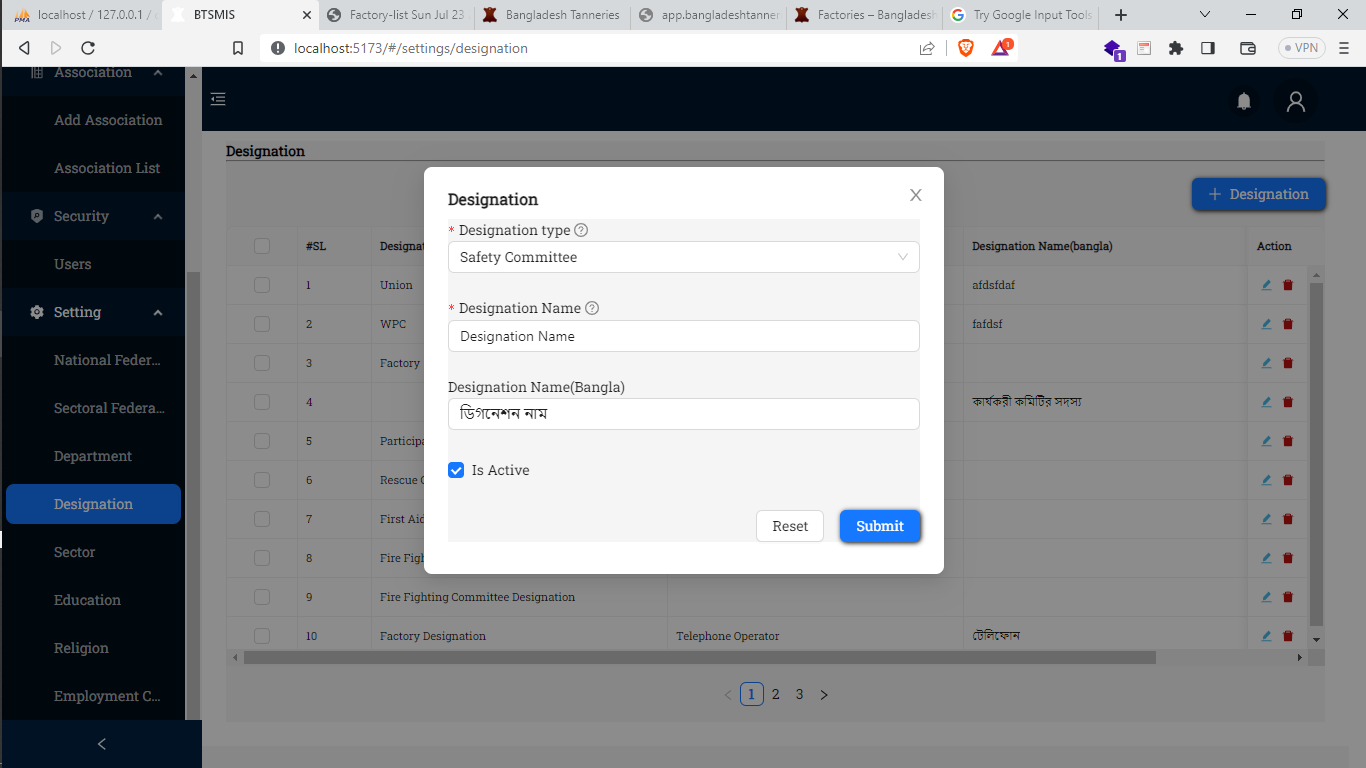 localhost / 127.0.0.1 /
BTSMIS
Factory-list Sun Jul 23
Bangladesh Tanneries
app.bangladeshtanner
Factories – Bangladesh
Try Google Input Tools
localhost:5173/#/settings/designation
1
1
VPN
Association
Add Association
Association List
Security
Users
Setting
National Feder...
Sectoral Federa...
Department
Designation
Sector
Education
Religion
Employment C...
Designation
+ Designation
#SL
Designat
Designation Name(bangla)
Action
1 Union afdsfdaf
2 WPC fafdsf
3 Factory
4 কার্যকরী কমিটির সদস্য
5 Participa
6 Rescue C
7 First Aid
8 Fire Figh
9 Fire Fighting Committee Designation
10 Factory Designation Telephone Operator টেলিফোন
1 2 3
Designation
* Designation type
Safety Committee
* Designation Name
Designation Name
Designation Name(Bangla)
ডিগনেশন নাম
Is Active
Reset
Submit